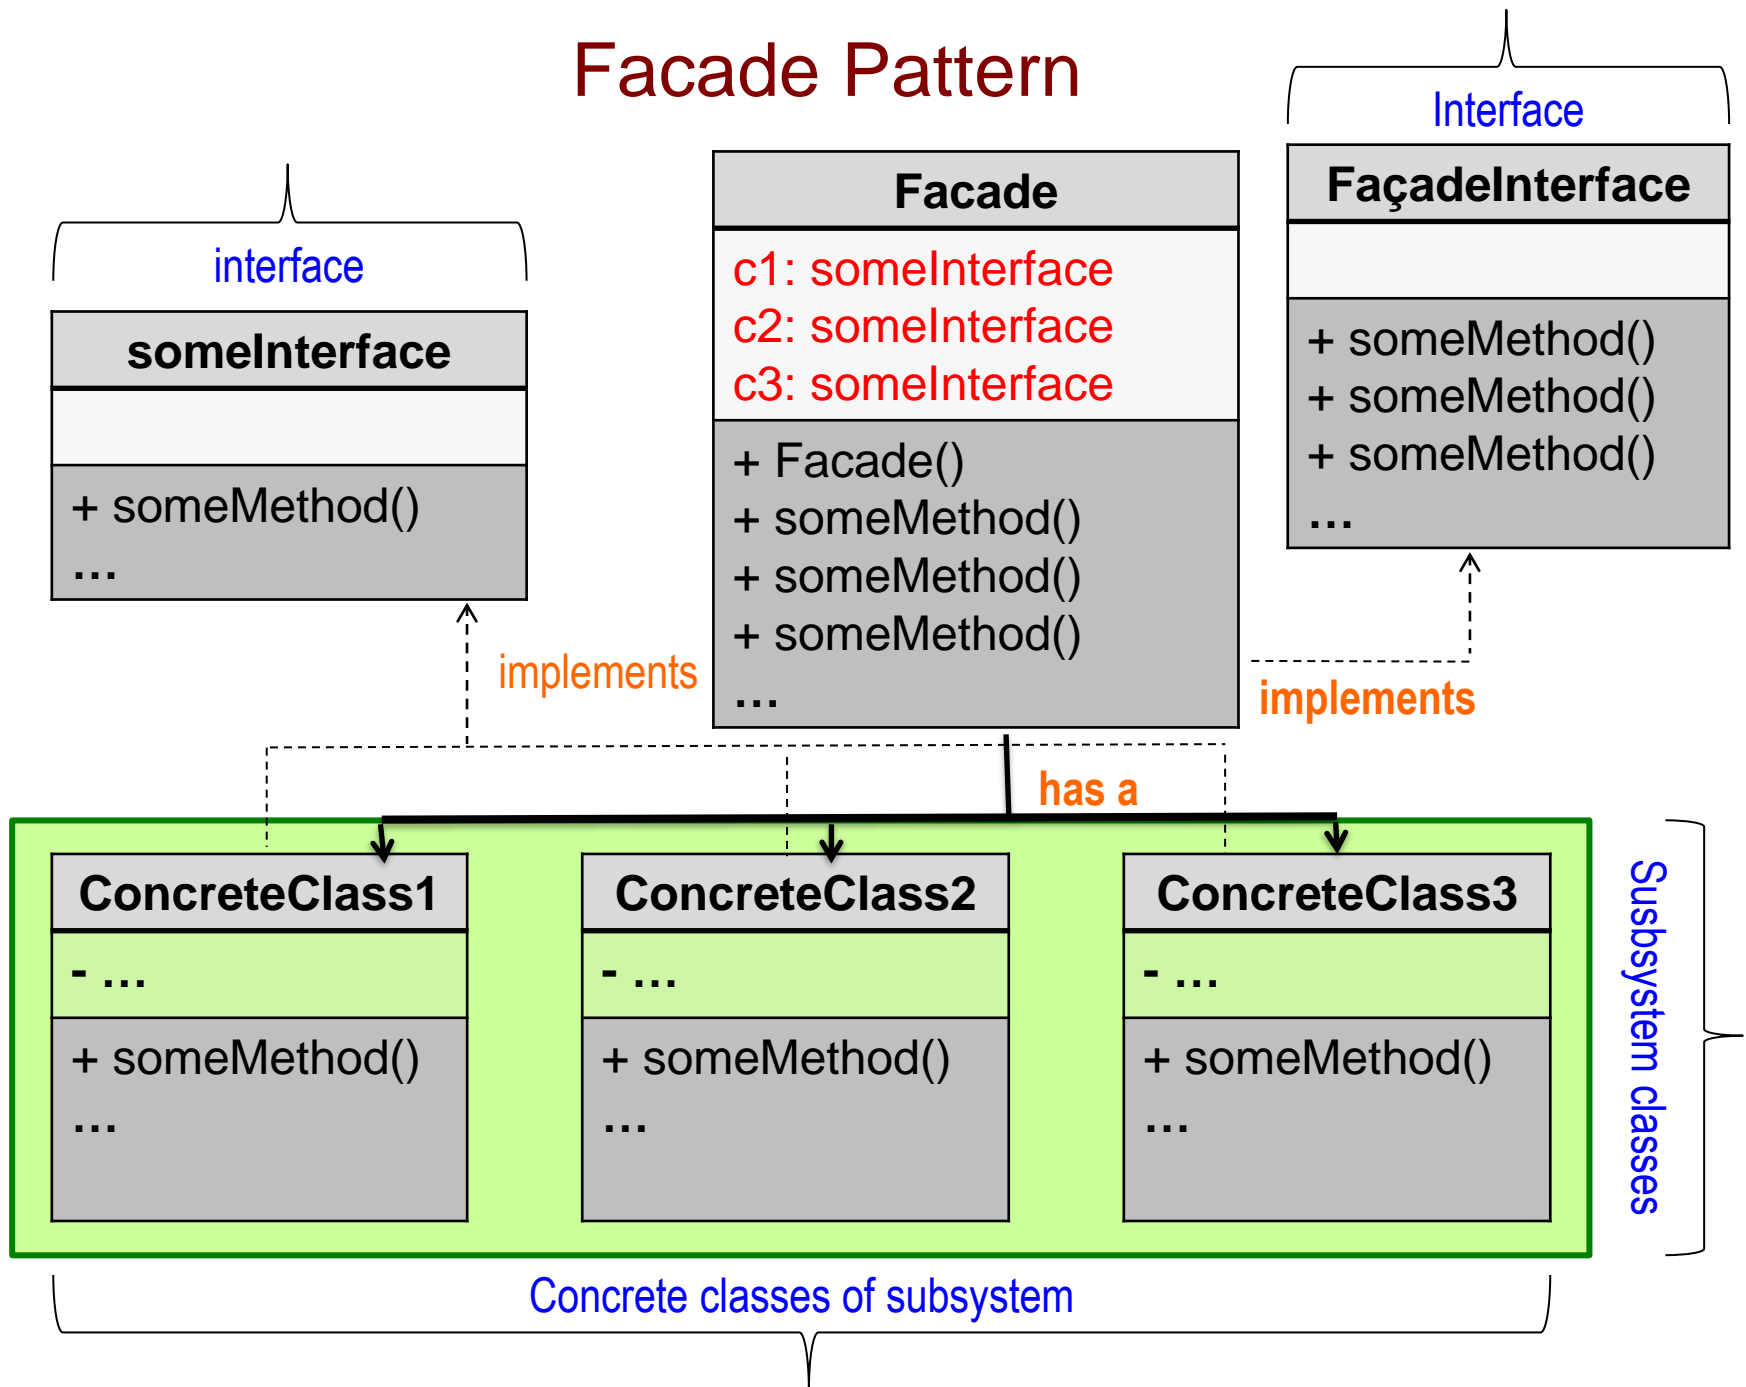 Facade Pattern
interface
someInterface
+ someMethod()
...
Facade
c1: someInterface
c2: someInterface
c3: someInterface
+ Facade()
+ someMethod()
+ someMethod()
+ someMethod()
...
Interface
FaçadeInterface
+ someMethod()
+ someMethod()
+ someMethod()
...
implements
implements
has a
ConcreteClass1
- ...
+ someMethod()
...
ConcreteClass2
- ...
+ someMethod()
...
ConcreteClass3
- ...
+ someMethod()
...
Susbsystem classes
Concrete classes of subsystem